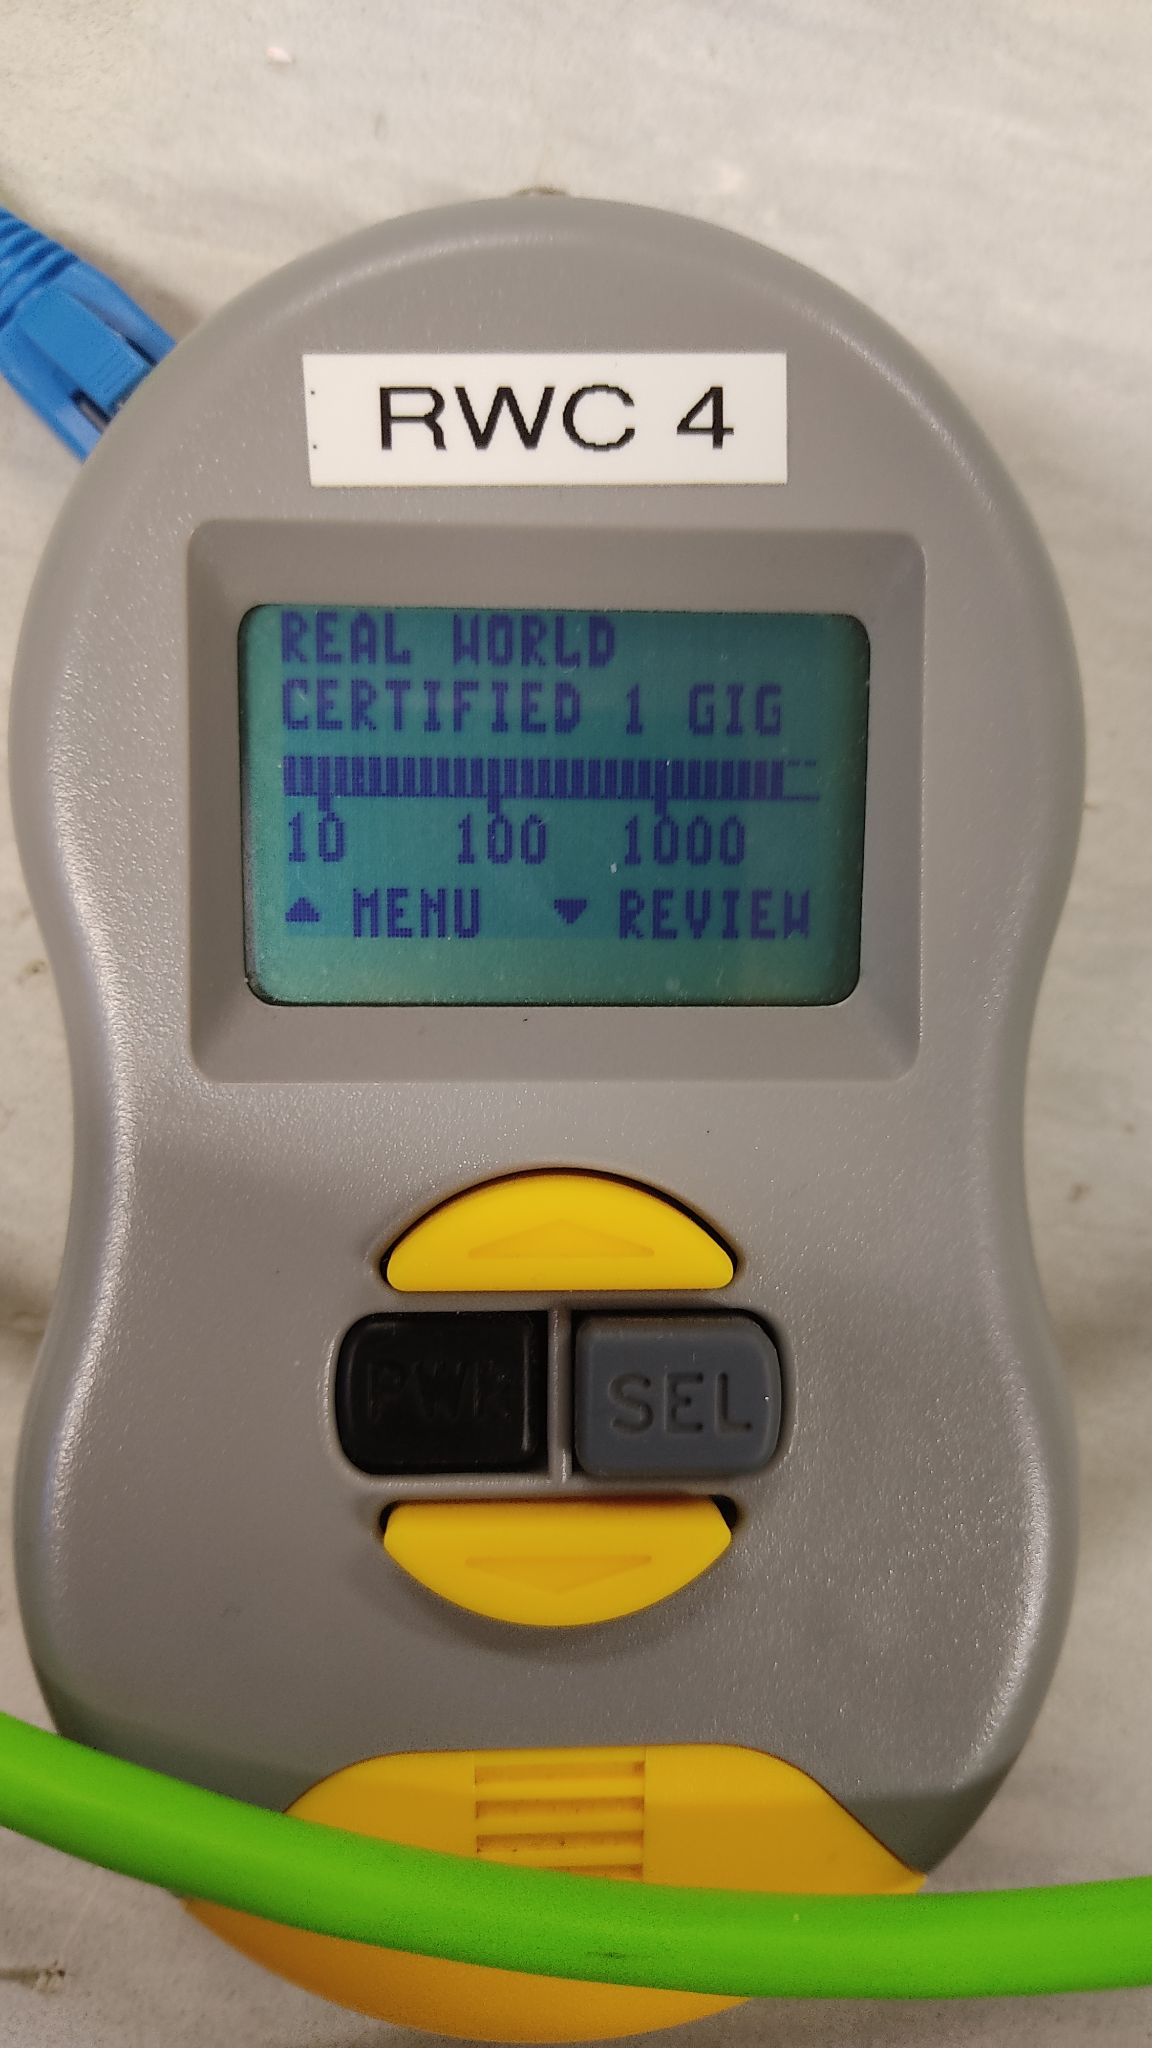 RWC 4
REAL WORLD
CERTIFIED 1 GIG
10 100 1000
▲ MENU ▼ REVIEW
PWR SEL